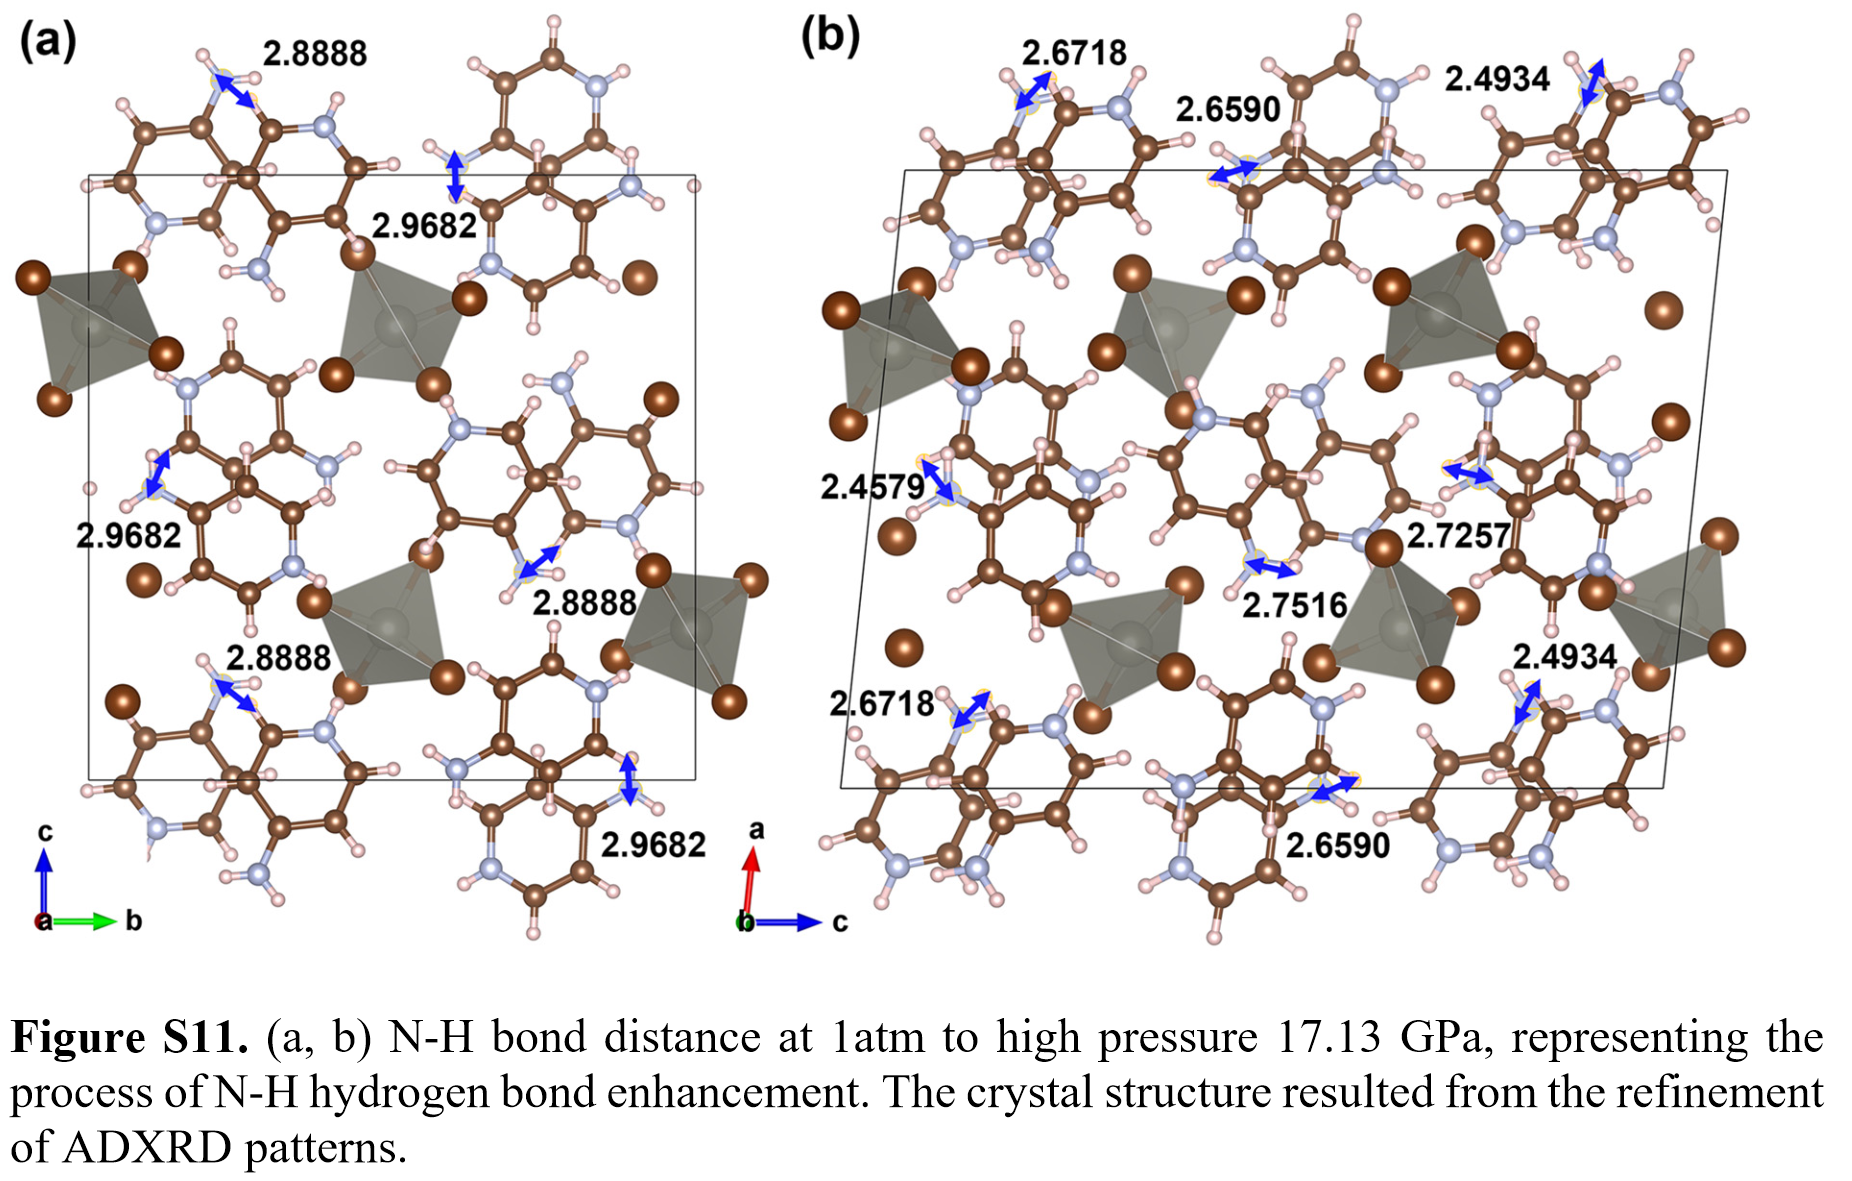 (a)
2.8888
2.9682
2.9682
2.8888
2.8888
2.9682
c
a
b
(b)
2.6718
2.6590
2.4934
2.4579
2.7257
2.7516
2.4934
2.6718
2.6590
a
b
c
Figure S11. (a, b) N-H bond distance at 1atm to high pressure 17.13 GPa, representing the
process of N-H hydrogen bond enhancement. The crystal structure resulted from the refinement
of ADXRD patterns.